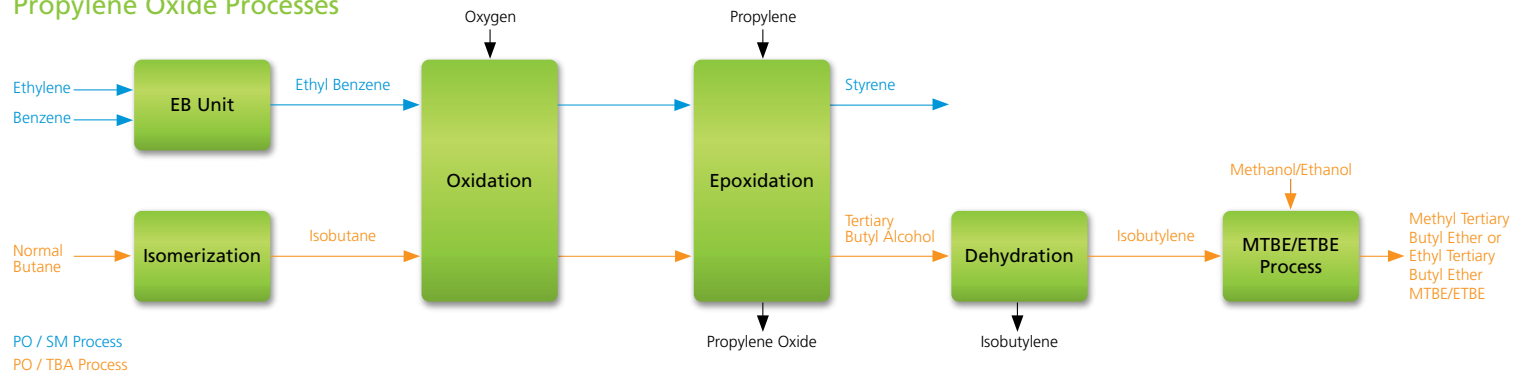 Propylene Oxide Processes
Oxygen
Propylene
Ethylene
Benzene
EB Unit
Ethyl Benzene
Styrene
Oxidation
Epoxidation
Methanol/Ethanol
Normal
Butane
Isomerization
Isobutane
Tertiary
Butyl Alcohol
Dehydration
Isobutylene
MTBE/ETBE
Process
Methyl Tertiary
Butyl Ether or
Ethyl Tertiary
Butyl Ether
MTBE/ETBE
Propylene Oxide
Isobutylene
PO / SM Process
PO / TBA Process